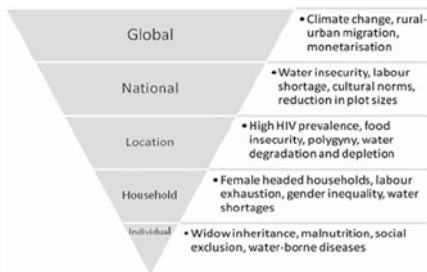 Global
• Climate change, rural-
urban migration,
monetarisation
National
• Water insecurity, labour
shortage, cultural norms,
reduction in plot sizes
Location
• High HIV prevalence, food
insecurity, polygyny, water
degradation and depletion
Household
• Female headed households, labour
exhaustion, gender inequality, water
shortages
Individual
• Widow inheritance, malnutrition, social
exclusion, water-borne diseases